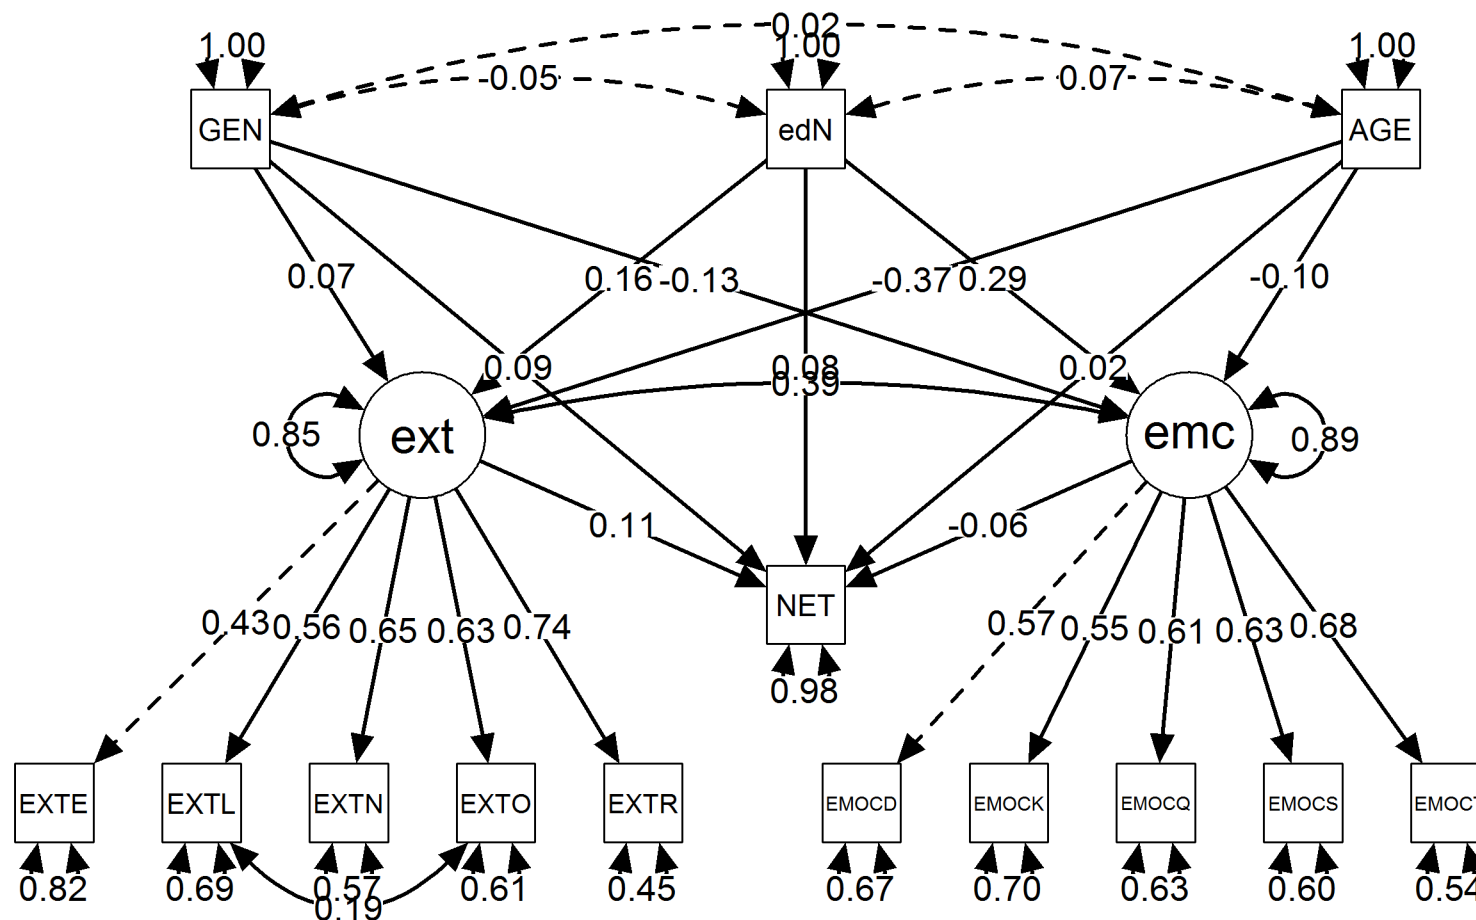 0.02
1.00 1.00 1.00
-0.05 0.07
GEN edN AGE
0.07 0.16 -0.13 -0.37 0.29 -0.10
0.09 0.08 0.02
0.39
0.85 ext emc 0.89
0.11 -0.06
NET
0.43 0.56 0.65 0.63 0.74 0.57 0.55 0.61 0.63 0.68
0.98
EXTE EXTL EXTN EXTO EXTR EMOCD EMOCK EMOCQ EMOCS EMOCT
0.82 0.69 0.57 0.61 0.45 0.67 0.70 0.63 0.60 0.54
0.19